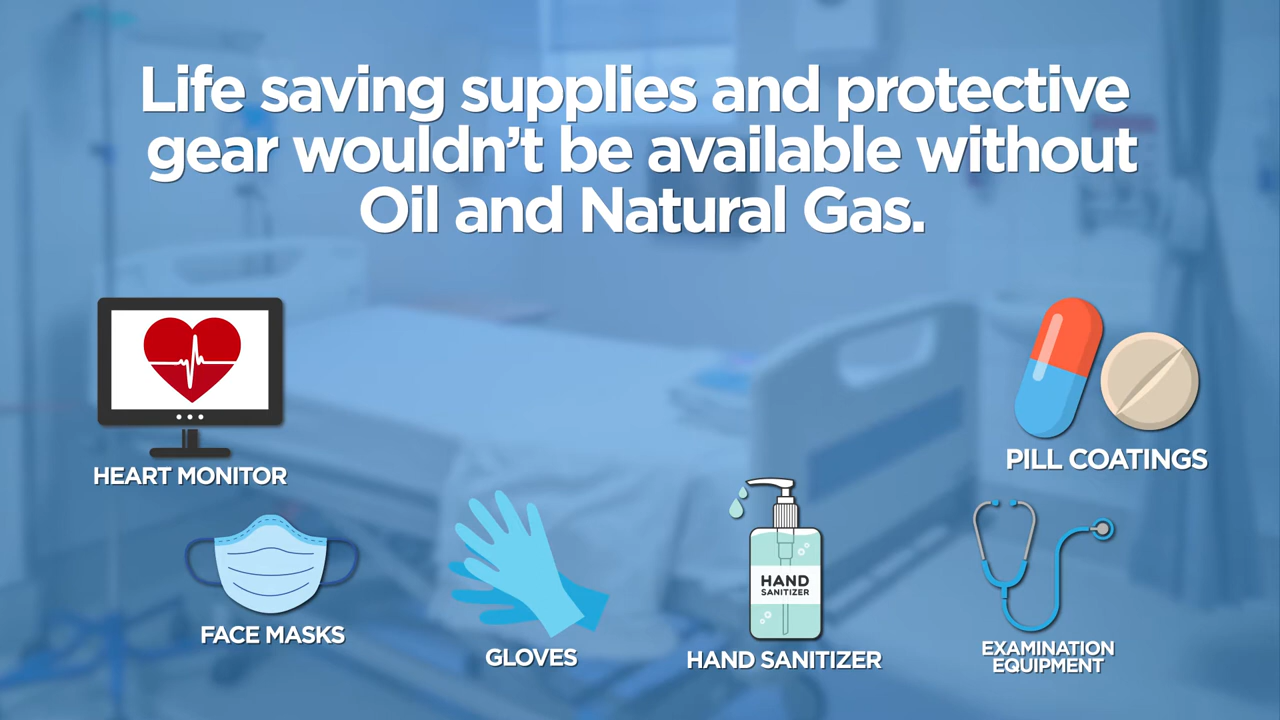 Life saving supplies and protective
gear wouldn’t be available without
Oil and Natural Gas.
HEART MONITOR
PILL COATINGS
FACE MASKS
GLOVES
HAND
SANITIZER
HAND SANITIZER
EXAMINATION
EQUIPMENT